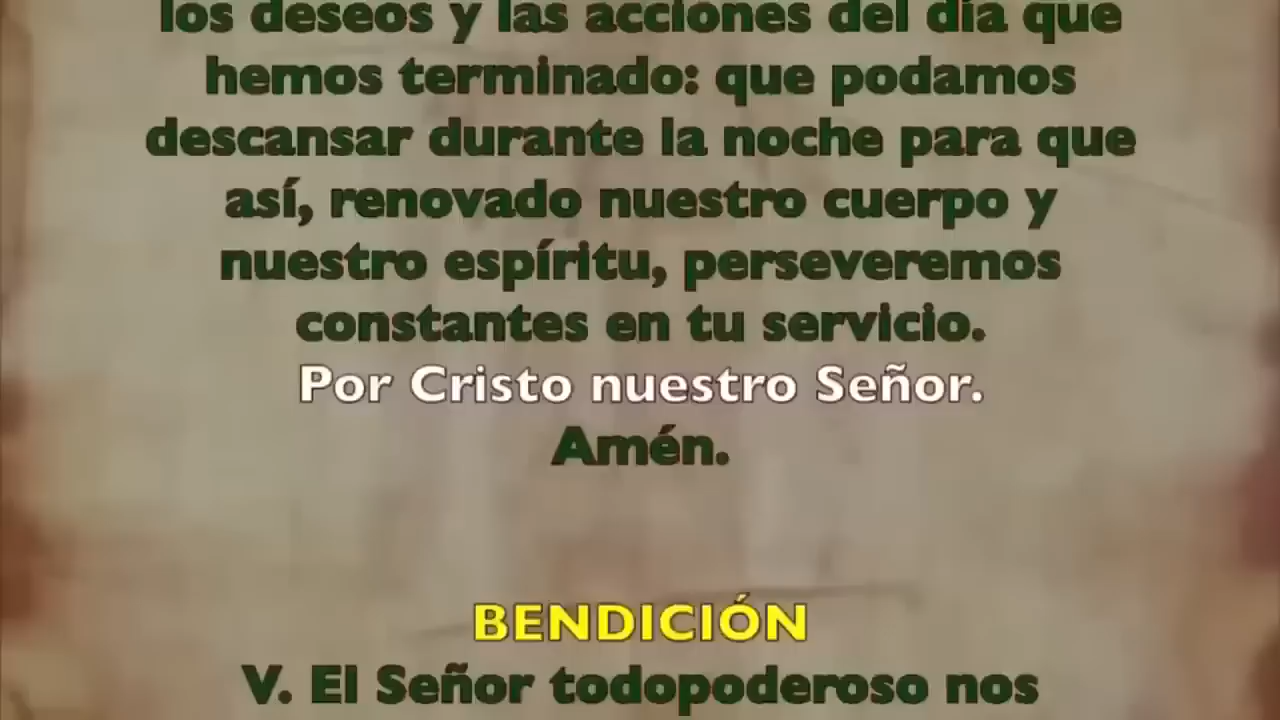 los deseos y las acciones del día que
hemos terminado: que podamos
descansar durante la noche para que
así, renovado nuestro cuerpo y
nuestro espíritu, perseveremos
constantes en tu servicio.
Por Cristo nuestro Señor.
Amén.
BENDICIÓN
V. El Señor todopoderoso nos